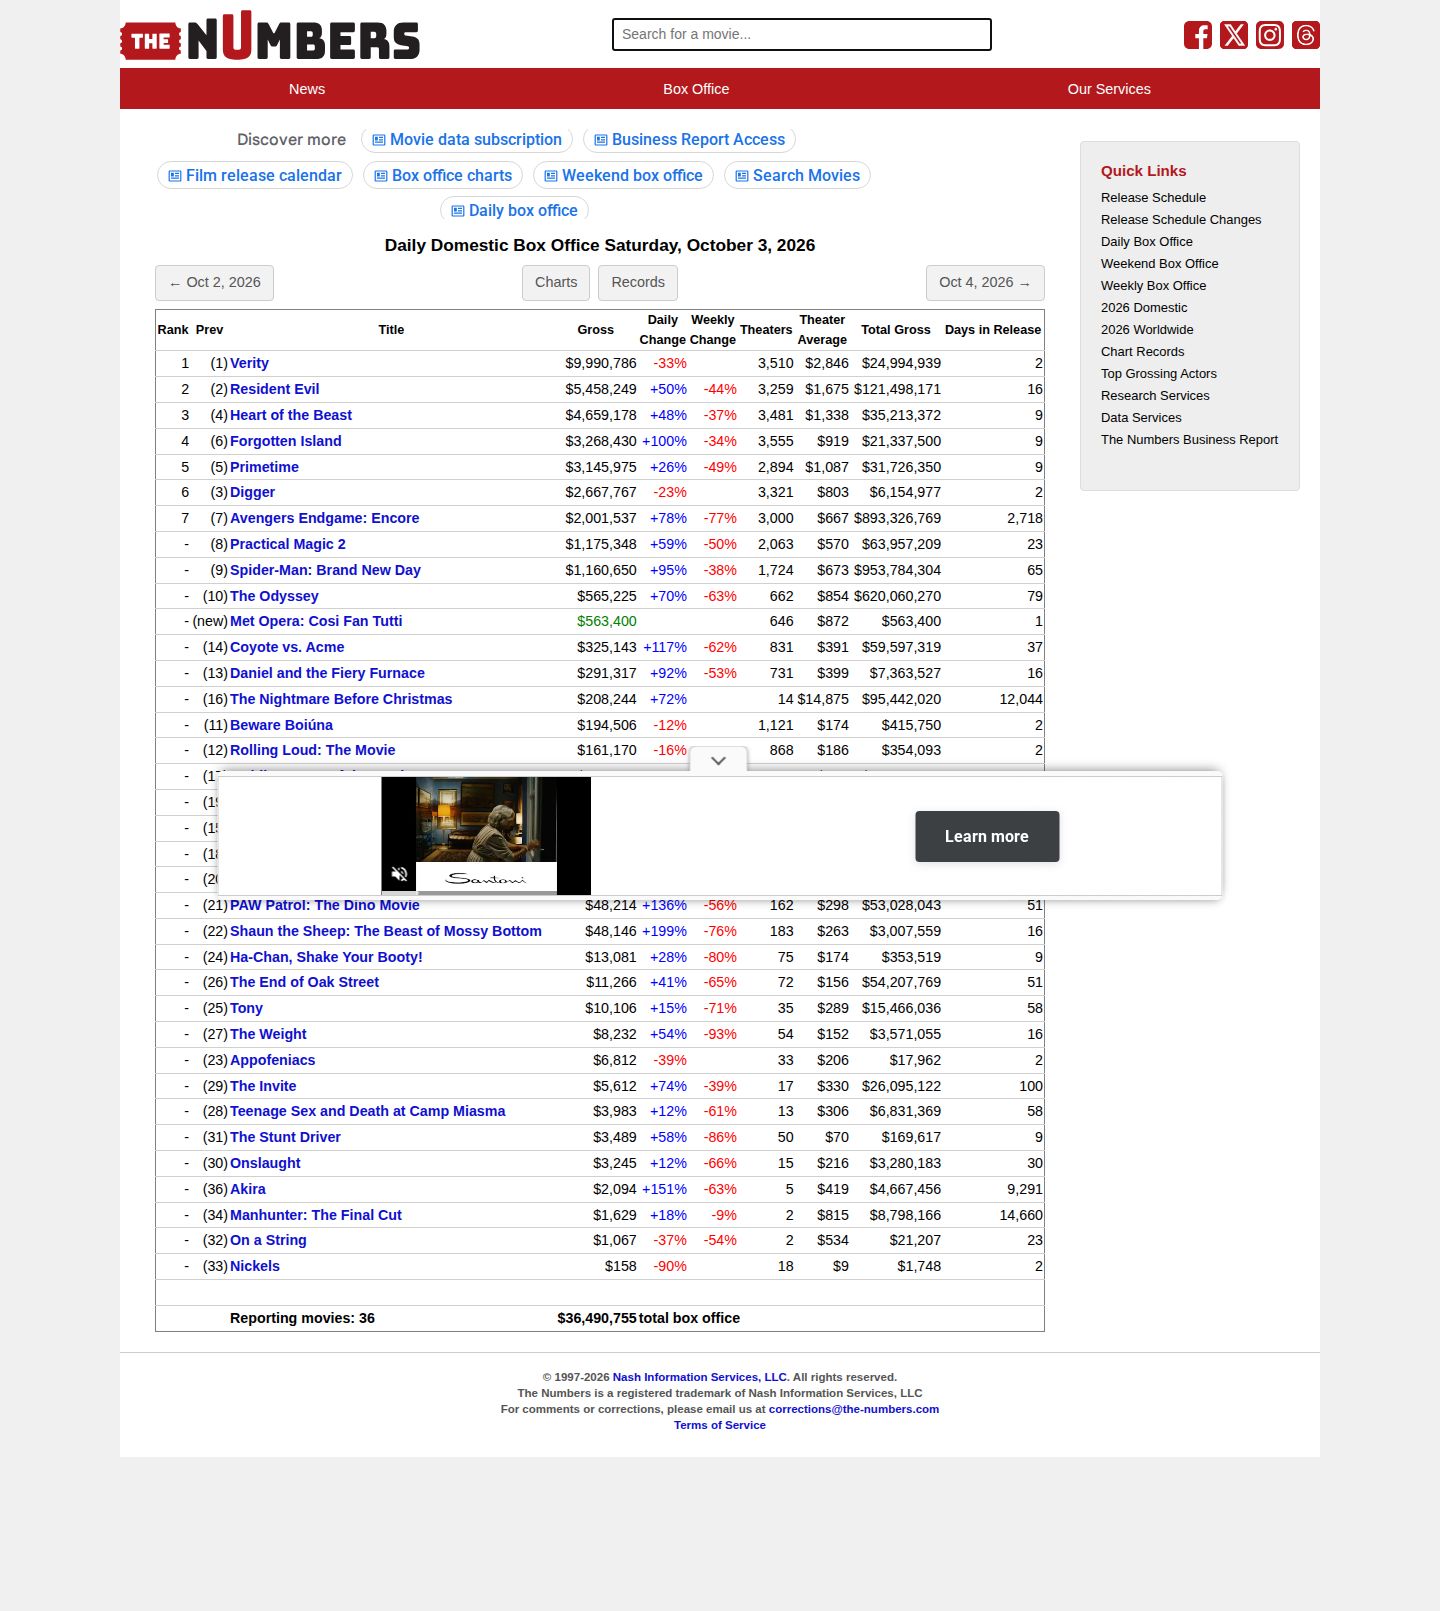 THE NUMBERS
Search for a movie...
News Box Office Our Services
Discover more Movie data subscription Business Report Access
Film release calendar Box office charts Weekend box office Search Movies
Daily box office
Quick Links
Release Schedule
Release Schedule Changes
Daily Box Office
Weekend Box Office
Weekly Box Office
2026 Domestic
2026 Worldwide
Chart Records
Top Grossing Actors
Research Services
Data Services
The Numbers Business Report
Daily Domestic Box Office Saturday, October 3, 2026
← Oct 2, 2026 Charts Records Oct 4, 2026 →
Rank Prev Title Gross Daily Change Weekly Change Theaters Theater Average Total Gross Days in Release
1 (1) Verity $9,990,786 -33% 3,510 $2,846 $24,994,939 2
2 (2) Resident Evil $5,458,249 +50% -44% 3,259 $1,675 $121,498,171 16
3 (4) Heart of the Beast $4,659,178 +48% -37% 3,481 $1,338 $35,213,372 9
4 (6) Forgotten Island $3,268,430 +100% -34% 3,555 $919 $21,337,500 9
5 (5) Primetime $3,145,975 +26% -49% 2,894 $1,087 $31,726,350 9
6 (3) Digger $2,667,767 -23% 3,321 $803 $6,154,977 2
7 (7) Avengers Endgame: Encore $2,001,537 +78% -77% 3,000 $667 $893,326,769 2,718
- (8) Practical Magic 2 $1,175,348 +59% -50% 2,063 $570 $63,957,209 23
- (9) Spider-Man: Brand New Day $1,160,650 +95% -38% 1,724 $673 $953,784,304 65
- (10) The Odyssey $565,225 +70% -63% 662 $854 $620,060,270 79
- (new) Met Opera: Cosi Fan Tutti $563,400 646 $872 $563,400 1
- (14) Coyote vs. Acme $325,143 +117% -62% 831 $391 $59,597,319 37
- (13) Daniel and the Fiery Furnace $291,317 +92% -53% 731 $399 $7,363,527 16
- (16) The Nightmare Before Christmas $208,244 +72% 14 $14,875 $95,442,020 12,044
- (11) Beware Boiúna $194,506 -12% 1,121 $174 $415,750 2
- (12) Rolling Loud: The Movie $161,170 -16% 868 $186 $354,093 2
-
-
-
-
-
Santoni
Learn more
- (21) PAW Patrol: The Dino Movie $48,214 +136% -56% 162 $298 $53,028,043 51
- (22) Shaun the Sheep: The Beast of Mossy Bottom $48,146 +199% -76% 183 $263 $3,007,559 16
- (24) Ha-Chan, Shake Your Booty! $13,081 +28% -80% 75 $174 $353,519 9
- (26) The End of Oak Street $11,266 +41% -65% 72 $156 $54,207,769 51
- (25) Tony $10,106 +15% -71% 35 $289 $15,466,036 58
- (27) The Weight $8,232 +54% -93% 54 $152 $3,571,055 16
- (23) Appofeniacs $6,812 -39% 33 $206 $17,962 2
- (29) The Invite $5,612 +74% -39% 17 $330 $26,095,122 100
- (28) Teenage Sex and Death at Camp Miasma $3,983 +12% -61% 13 $306 $6,831,369 58
- (31) The Stunt Driver $3,489 +58% -86% 50 $70 $169,617 9
- (30) Onslaught $3,245 +12% -66% 15 $216 $3,280,183 30
- (36) Akira $2,094 +151% -63% 5 $419 $4,667,456 9,291
- (34) Manhunter: The Final Cut $1,629 +18% -9% 2 $815 $8,798,166 14,660
- (32) On a String $1,067 -37% -54% 2 $534 $21,207 23
- (33) Nickels $158 -90% 18 $9 $1,748 2
Reporting movies: 36 $36,490,755 total box office
© 1997-2026 Nash Information Services, LLC. All rights reserved.
The Numbers is a registered trademark of Nash Information Services, LLC
For comments or corrections, please email us at corrections@the-numbers.com
Terms of Service